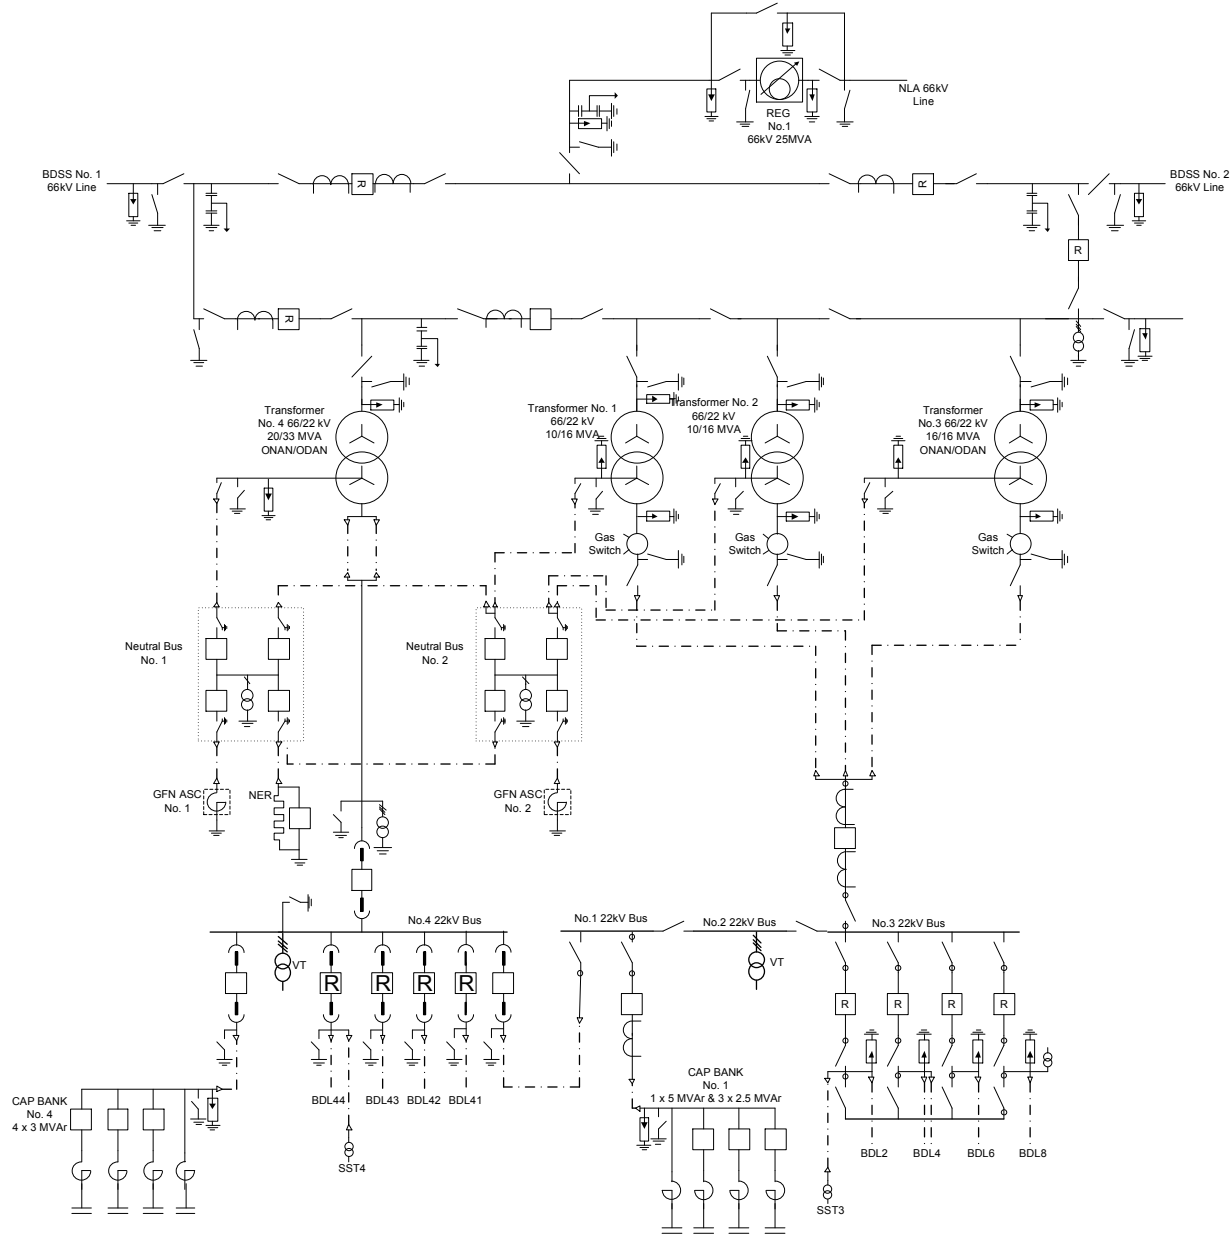 NLA 66kV
Line
REG
No.1
66kV 25MVA
BDSS No. 1
66kV Line
R
R
BDSS No. 2
66kV Line
R
R
Transformer
No. 4 66/22 kV
20/33 MVA
ONAN/ODAN
Transformer No. 1
66/22 kV
10/16 MVA
Transformer No. 2
66/22 kV
10/16 MVA
Transformer
No.3 66/22 kV
16/16 MVA
ONAN/ODAN
Gas
Switch
Gas
Switch
Gas
Switch
Neutral Bus
No. 1
Neutral Bus
No. 2
GFN ASC
No. 1
NER
GFN ASC
No. 2
No.4 22kV Bus
No.1 22kV Bus
No.2 22kV Bus
No.3 22kV Bus
VT
VT
R
R
R
R
R
R
R
R
CAP BANK
No. 4
4 x 3 MVAr
BDL44
BDL43
BDL42
BDL41
SST4
CAP BANK
No. 1
1 x 5 MVAr & 3 x 2.5 MVAr
BDL2
BDL4
BDL6
BDL8
SST3